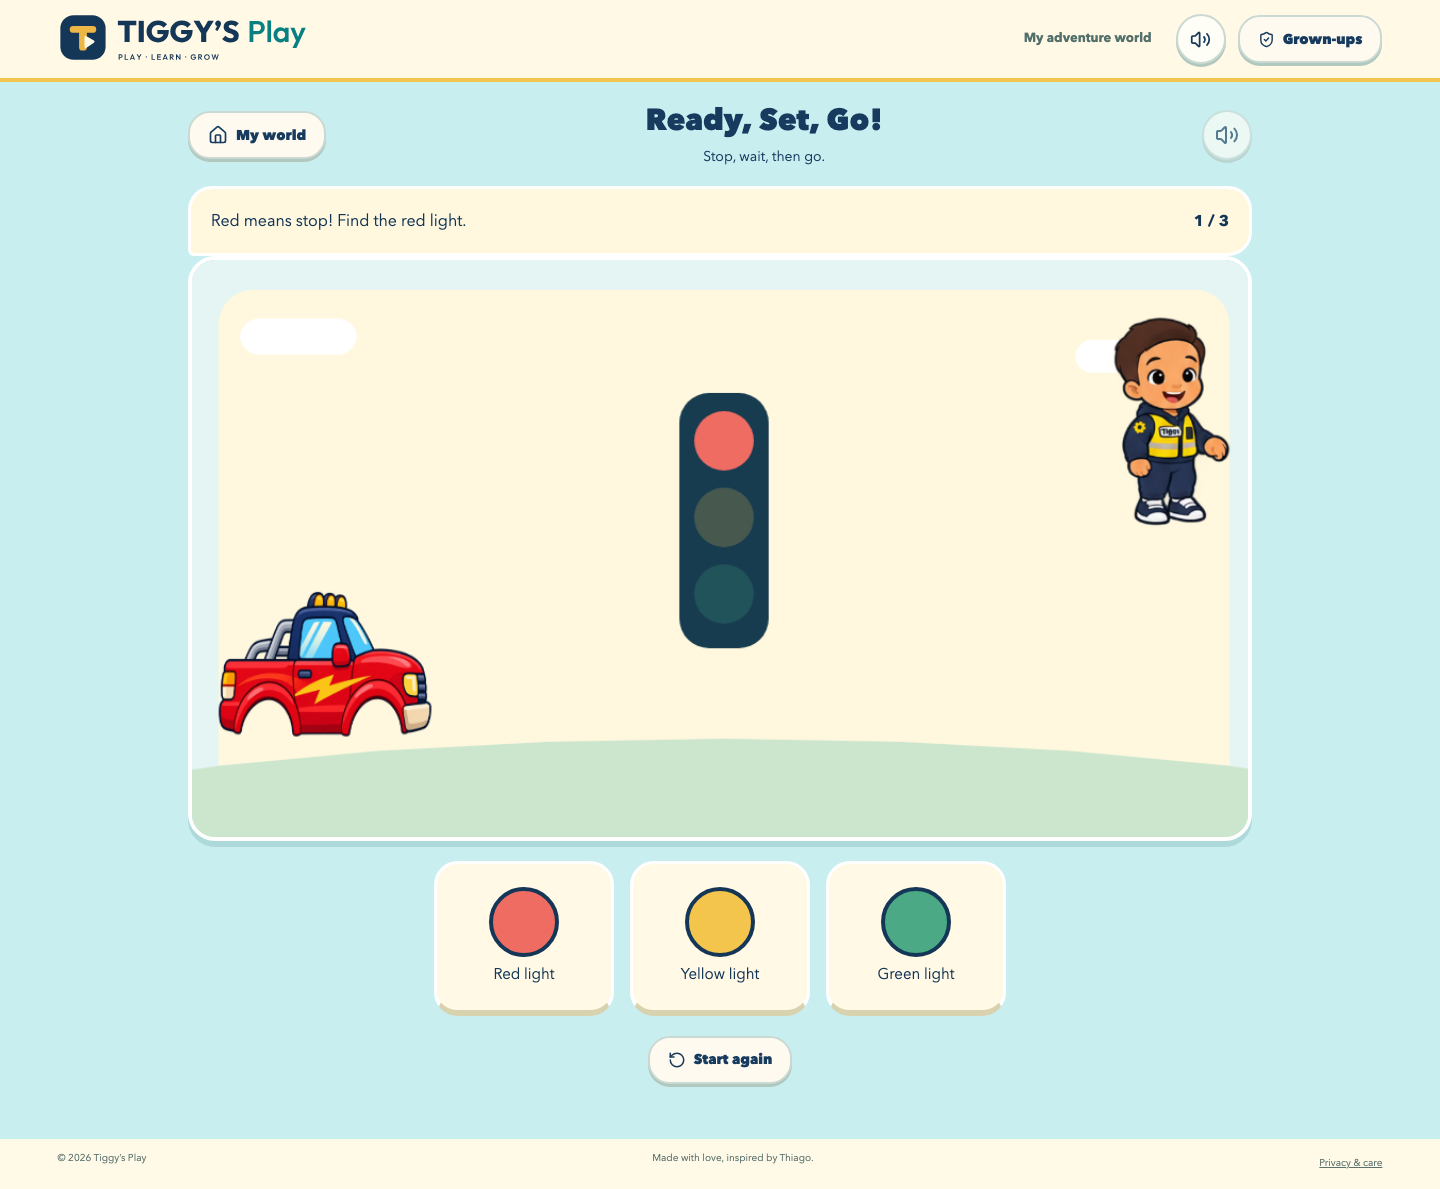 TIGGY'S Play
PLAY · LEARN · GROW
My adventure world
Grown-ups
My world
Ready, Set, Go!
Stop, wait, then go.
Red means stop! Find the red light.
1 / 3
Tiggy
Red light
Yellow light
Green light
Start again
© 2026 Tiggy's Play
Made with love, inspired by Thiago.
Privacy & care